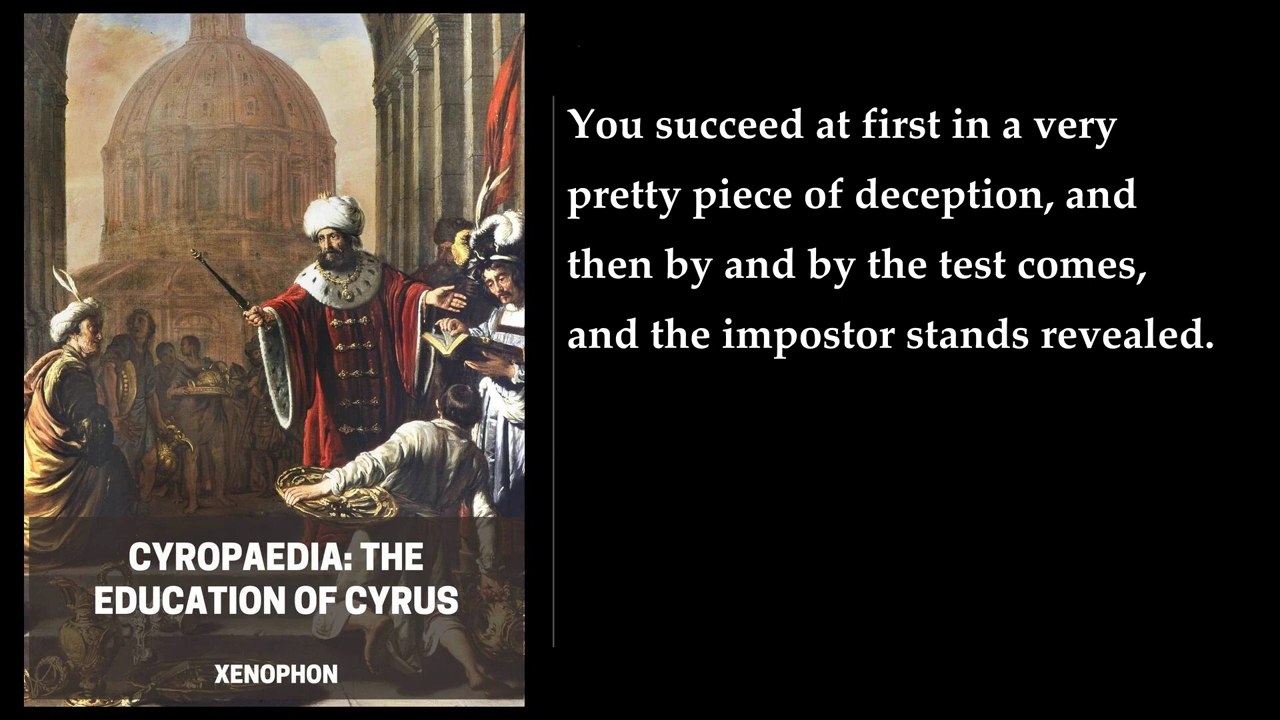 CYROPAEDIA: THE
EDUCATION OF CYRUS
XENOPHON
You succeed at first in a very
pretty piece of deception, and
then by and by the test comes,
and the impostor stands revealed.